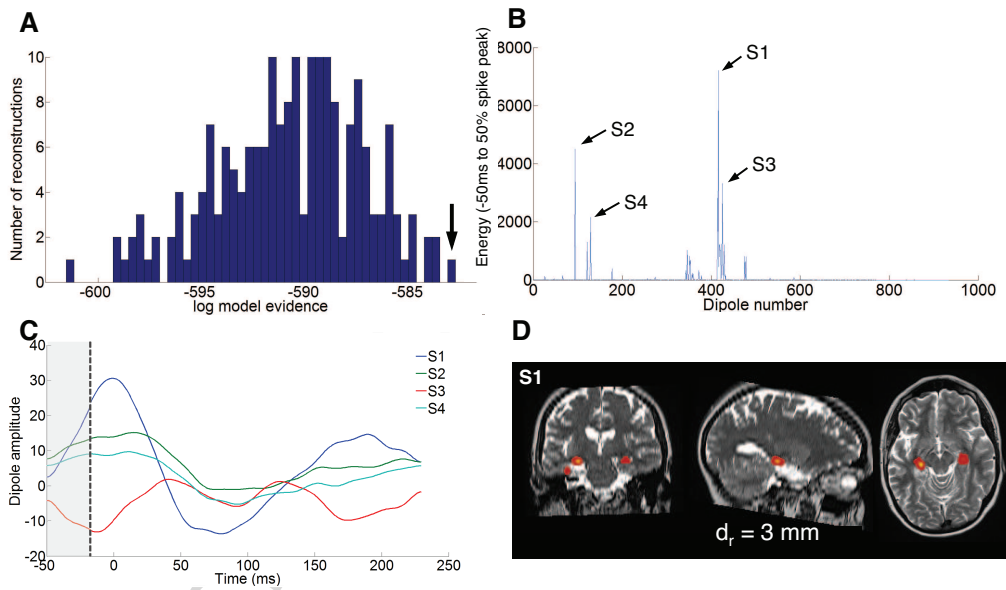 A
Number of reconstructions
10
8
6
4
2
0
-600
-595
-590
-585
log model evidence
B
Energy (-50ms to 50% spike peak)
8000
6000
4000
2000
0
0
200
400
600
800
1000
Dipole number
S1
S2
S3
S4
C
Dipole amplitude
40
30
20
10
0
-10
-20
-50
0
50
100
150
200
250
Time (ms)
S1
S2
S3
S4
D
S1
dᵣ = 3 mm